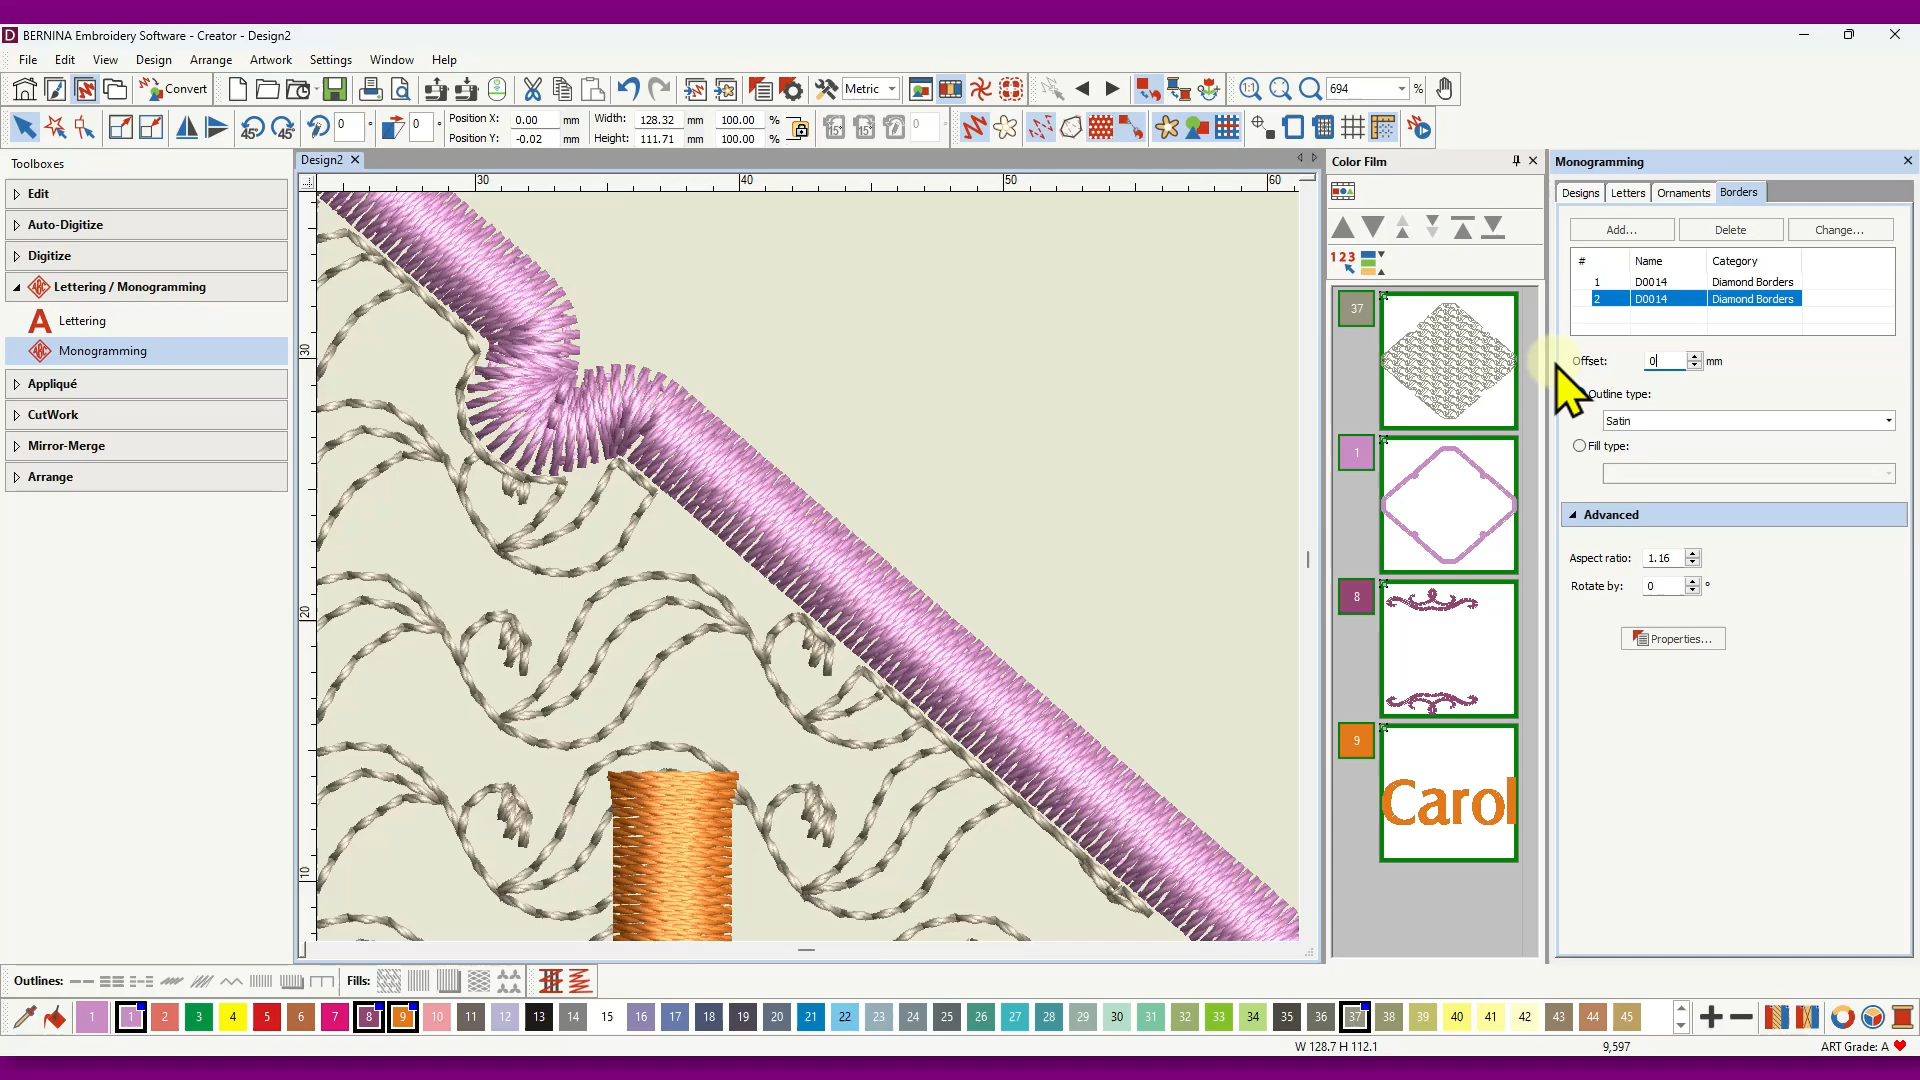 BERNINA Embroidery Software - Creator - Design2
File Edit View Design Arrange Artwork Settings Window Help
Convert Metric 694 %
0 ° 0 ° Position X: 0.00 mm Width: 128.32 mm 100.00 % 15° 15° 0 °
Position Y: -0.02 mm Height: 111.71 mm 100.00 %
Toolboxes
Edit
Auto-Digitize
Digitize
Lettering / Monogramming
Lettering
Monogramming
Appliqué
CutWork
Mirror-Merge
Arrange
Design2
30 40 50 60
30
20
10
Color Film
1 2 3
37
1
8
9
Carol
Monogramming
Designs Letters Ornaments Borders
Add... Delete Change...
# Name Category
1 D0014 Diamond Borders
2 D0014 Diamond Borders
Offset: 0 mm
Outline type:
Satin
Fill type:
Advanced
Aspect ratio: 1.16
Rotate by: 0 °
Properties...
Outlines: Fills:
1 1 2 3 4 5 6 7 8 9 10 11 12 13 14 15 16 17 18 19 20 21 22 23 24 25 26 27 28 29 30 31 32 33 34 35 36 37 38 39 40 41 42 43 44 45
W 128.7 H 112.1 9,597 ART Grade: A